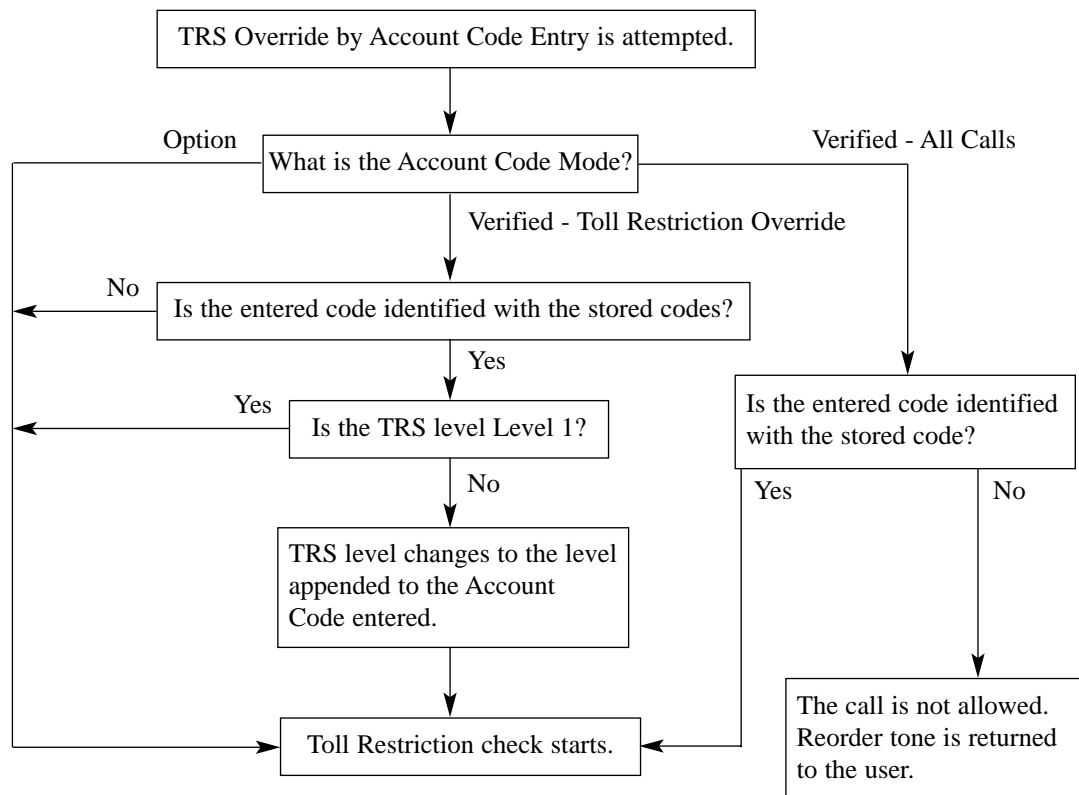 TRS Override by Account Code Entry is attempted.
Option
Verified - All Calls
What is the Account Code Mode?
Verified - Toll Restriction Override
No
Is the entered code identified with the stored codes?
Yes
Yes
Is the TRS level Level 1?
Is the entered code identified
with the stored code?
No
Yes
No
TRS level changes to the level
appended to the Account
Code entered.
The call is not allowed.
Reorder tone is returned
to the user.
Toll Restriction check starts.